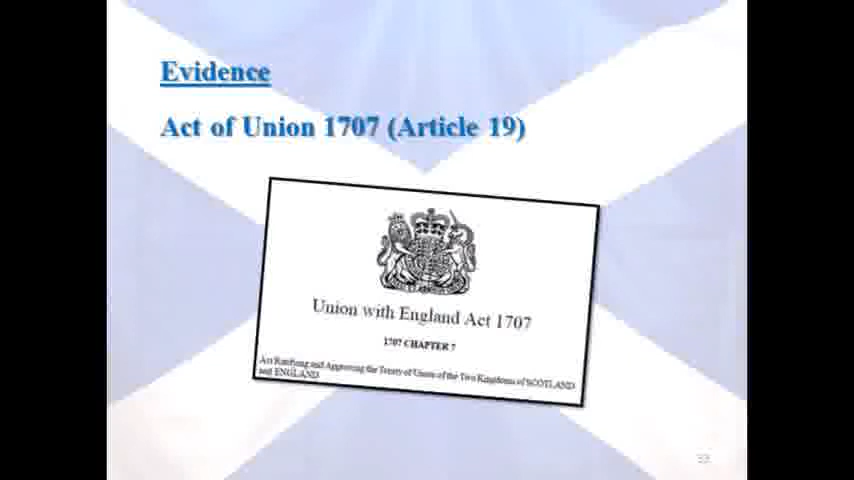 Evidence
Act of Union 1707 (Article 19)
Union with England Act 1707
1707 CHAPTER 7
Act Ratifying and Approving the Treaty of Union of the Two Kingdoms of SCOTLAND
and ENGLAND